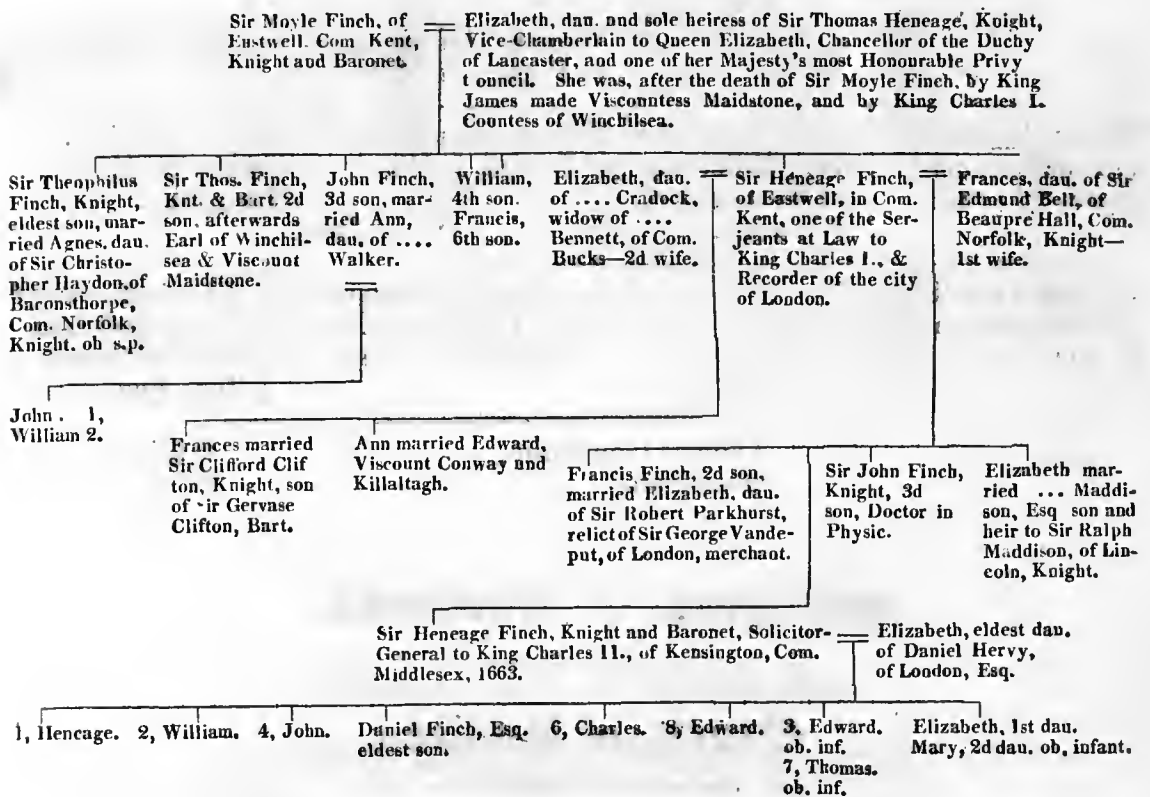 Sir Moyle Finch, of
Eastwell. Com Kent,
Knight and Baronet.
Elizabeth, dau. and sole heiress of Sir Thomas Heneage, Knight,
Vice-Chamberlain to Queen Elizabeth, Chancellor of the Duchy
of Lancaster, and one of her Majesty's most Honourable Privy
Council. She was, after the death of Sir Moyle Finch, by King
James made Viscountess Maidstone, and by King Charles I.
Countess of Winchilsea.
Sir Theophilus
Finch, Knight,
eldest son, mar-
ried Agnes, dau.
of Sir Christo-
pher Haydon, of
Baconsthorpe,
Com. Norfolk,
Knight. ob s.p.
Sir Thos. Finch,
Knt. & Bart. 2d
son, afterwards
Earl of Winchil-
sea & Viscount
Maidstone.
John Finch,
3d son, mar-
ried Ann,
dau, of ....
Walker.
William,
4th son.
Francis,
6th son.
Elizabeth, dau.
of .... Cradock,
widow of ....
Bennett, of Com.
Bucks—2d wife.
Sir Heneage Finch,
of Eastwell, in Com.
Kent, one of the Ser-
jeants at Law to
King Charles I., &
Recorder of the city
of London.
Frances, dau. of Sir
Edmund Bell, of
Beaupré Hall, Com.
Norfolk, Knight—
1st wife.
John . 1,
William 2.
Frances married
Sir Clifford Clif
ton, Knight, son
of Sir Gervase
Clifton, Bart.
Ann married Edward,
Viscount Conway and
Killaltagh.
Francis Finch, 2d son,
married Elizabeth, dau.
of Sir Robert Parkhurst,
relict of Sir George Vande-
put, of London, merchant.
Sir John Finch,
Knight, 3d
son, Doctor in
Physic.
Elizabeth mar-
ried ... Maddi-
son, Esq son and
heir to Sir Ralph
Maddison, of Lin-
coln, Knight.
Sir Heneage Finch, Knight and Baronet, Solicitor-
General to King Charles II., of Kensington, Com.
Middlesex, 1663.
Elizabeth, eldest dau.
of Daniel Hervy,
of London, Esq.
1, Heneage. 2, William. 4, John.
Daniel Finch, Esq.
eldest son.
6, Charles. 8, Edward.
3, Edward.
ob. inf.
7, Thomas.
ob. inf.
Elizabeth, 1st dau.
Mary, 2d dau. ob, infant.